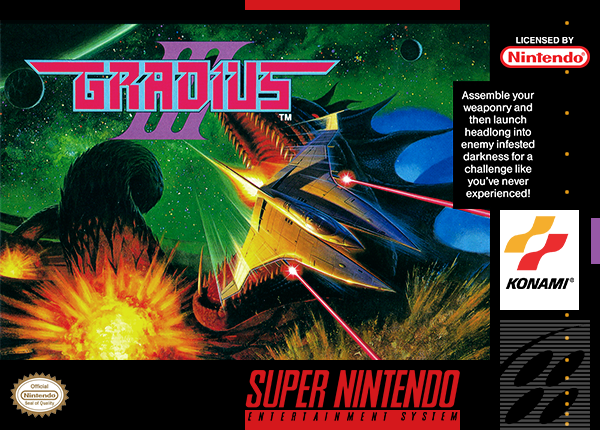 LICENSED BY
Nintendo®
III
GRADIUS
TM
Assemble your
weaponry and
then launch
headlong into
enemy infested
darkness for a
challenge like
you've never
experienced!
KONAMI®
Official
Nintendo
Seal of Quality
SUPER NINTENDO
ENTERTAINMENT SYSTEM